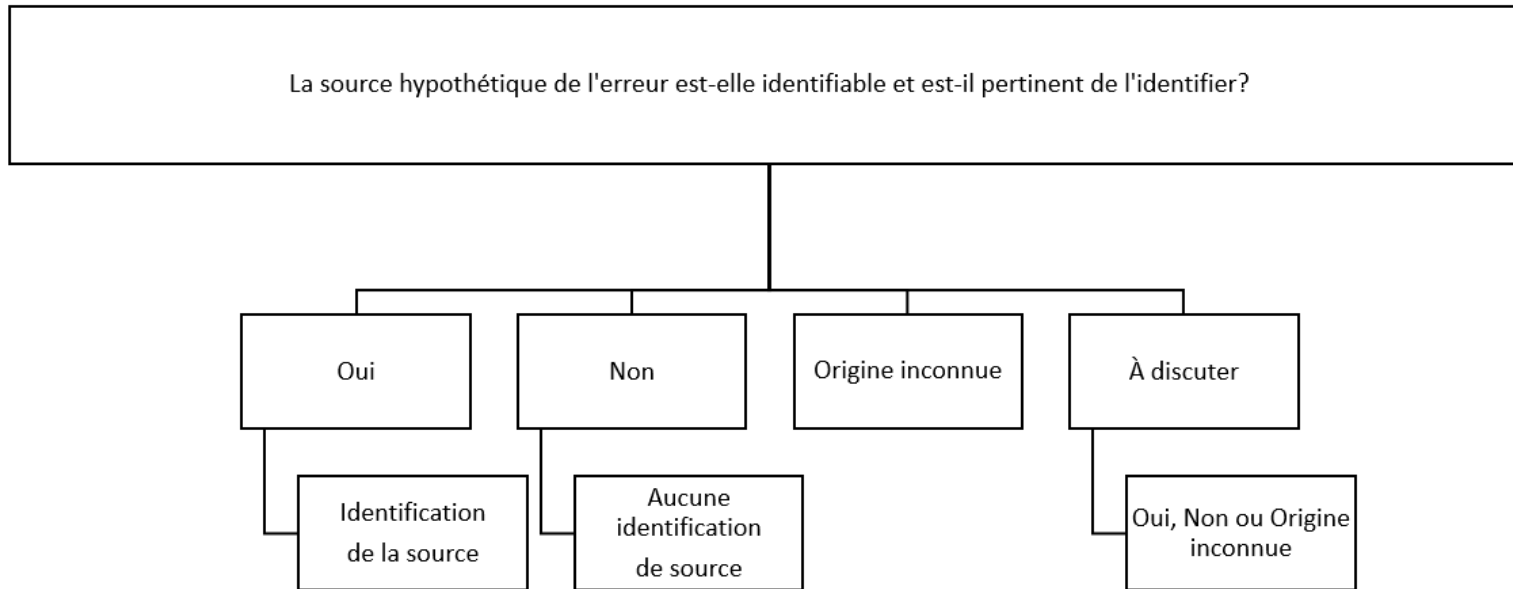 La source hypothétique de l'erreur est-elle identifiable et est-il pertinent de l'identifier?
Oui
Non
Origine inconnue
À discuter
Identification
de la source
Aucune
identification
de source
Oui, Non ou Origine
inconnue